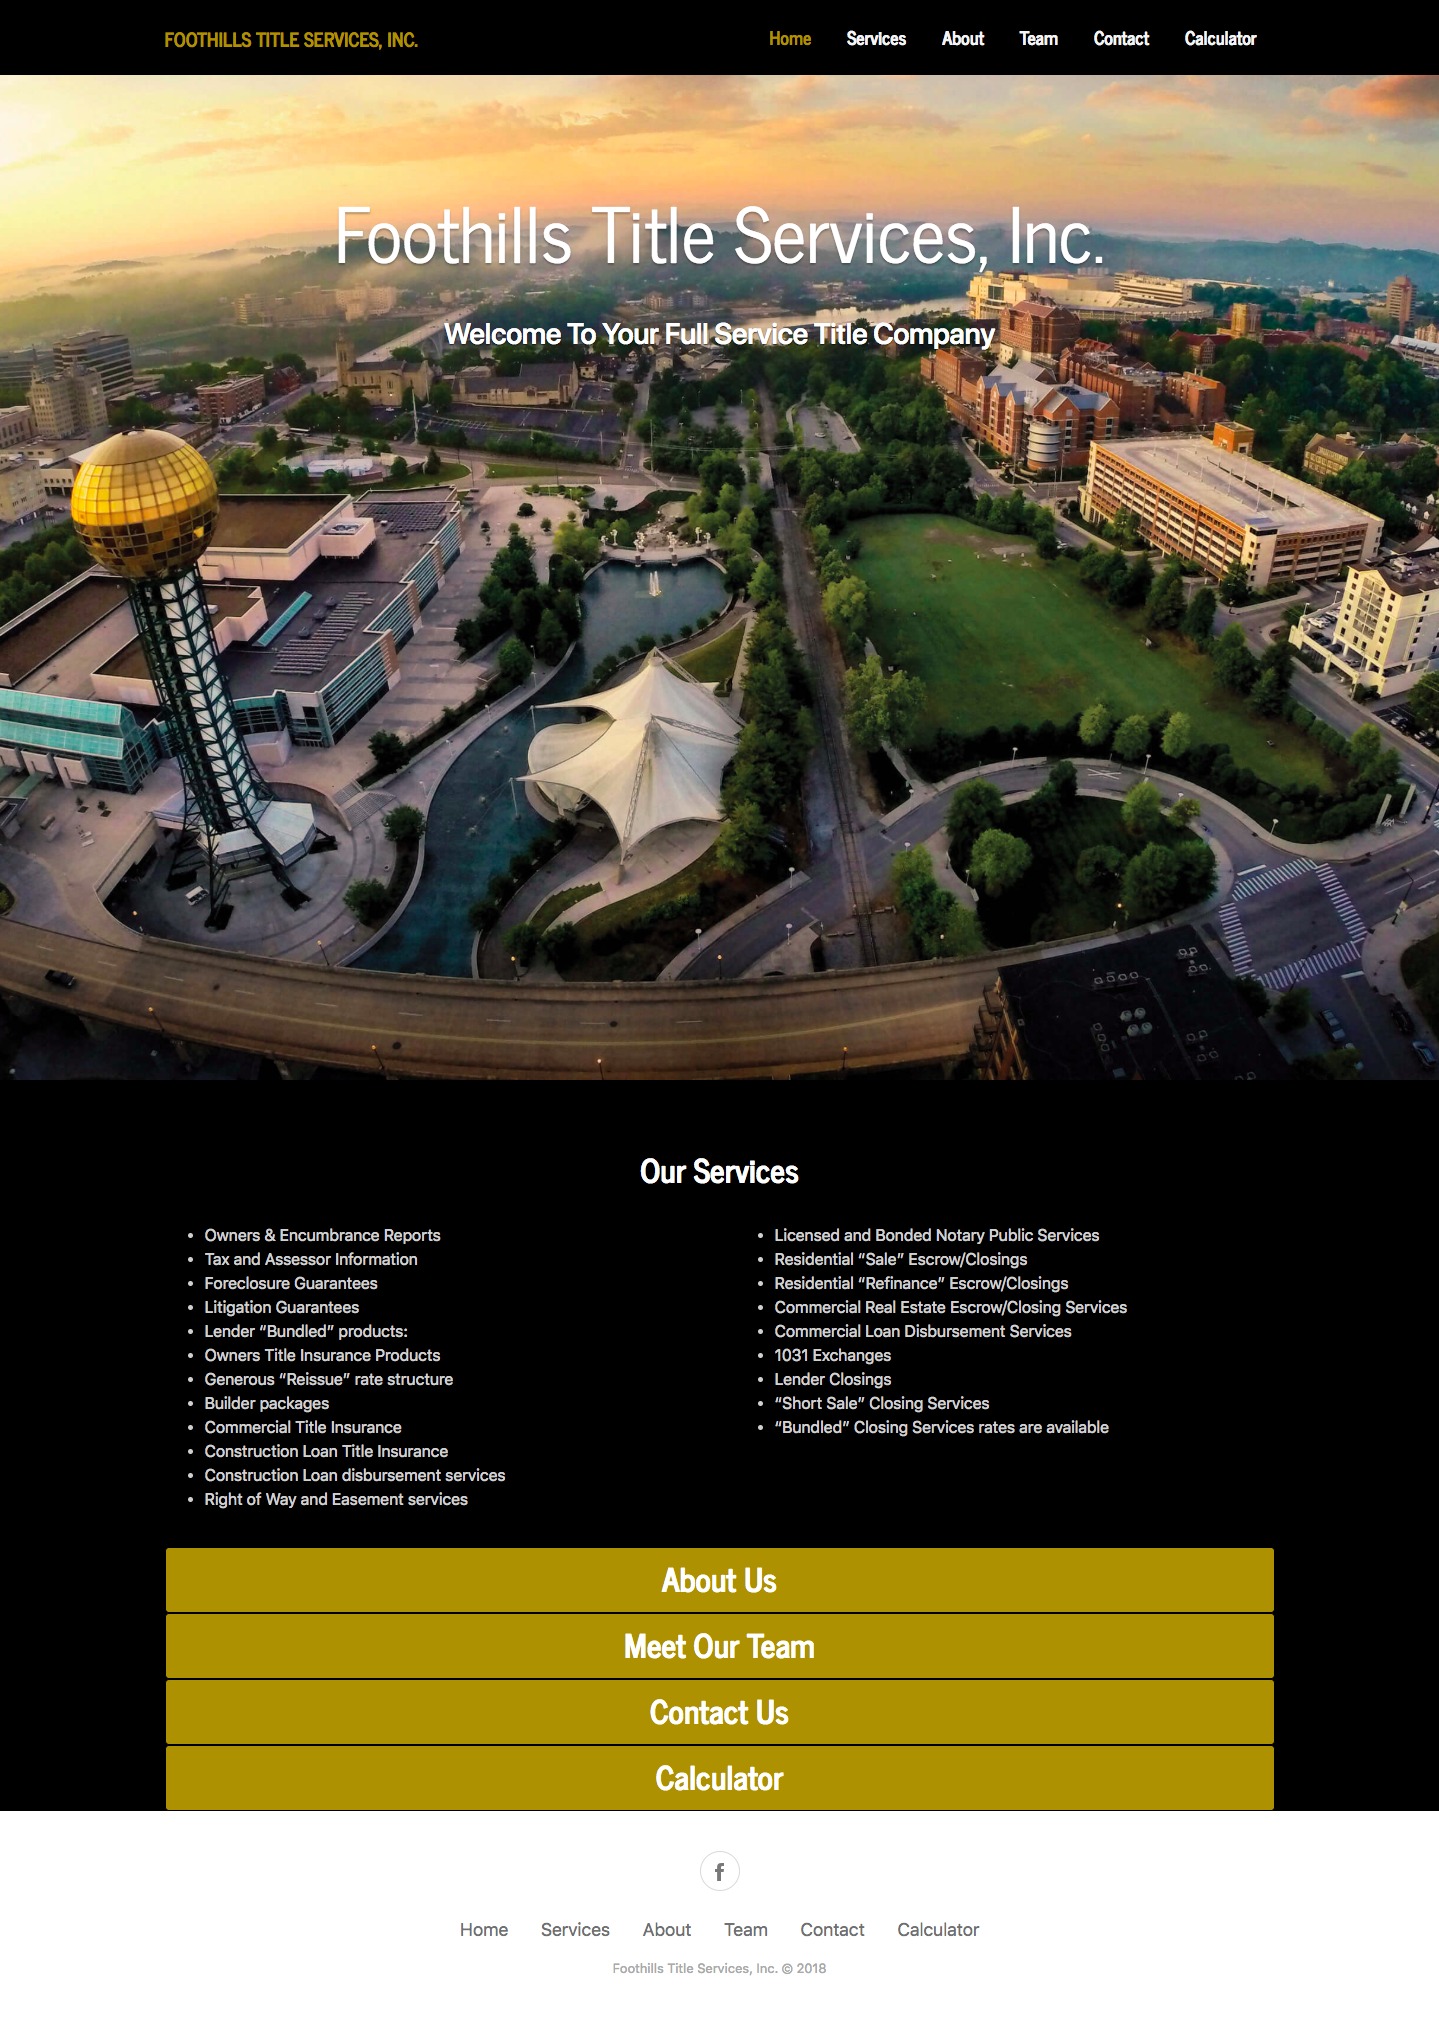 FOOTHILLS TITLE SERVICES, INC.
Home Services About Team Contact Calculator
Foothills Title Services, Inc.
Welcome To Your Full Service Title Company
Our Services
• Owners & Encumbrance Reports
• Tax and Assessor Information
• Foreclosure Guarantees
• Litigation Guarantees
• Lender “Bundled” products:
• Owners Title Insurance Products
• Generous “Reissue” rate structure
• Builder packages
• Commercial Title Insurance
• Construction Loan Title Insurance
• Construction Loan disbursement services
• Right of Way and Easement services
• Licensed and Bonded Notary Public Services
• Residential “Sale” Escrow/Closings
• Residential “Refinance” Escrow/Closings
• Commercial Real Estate Escrow/Closing Services
• Commercial Loan Disbursement Services
• 1031 Exchanges
• Lender Closings
• “Short Sale” Closing Services
• “Bundled” Closing Services rates are available
About Us
Meet Our Team
Contact Us
Calculator
Home Services About Team Contact Calculator
Foothills Title Services, Inc. © 2018